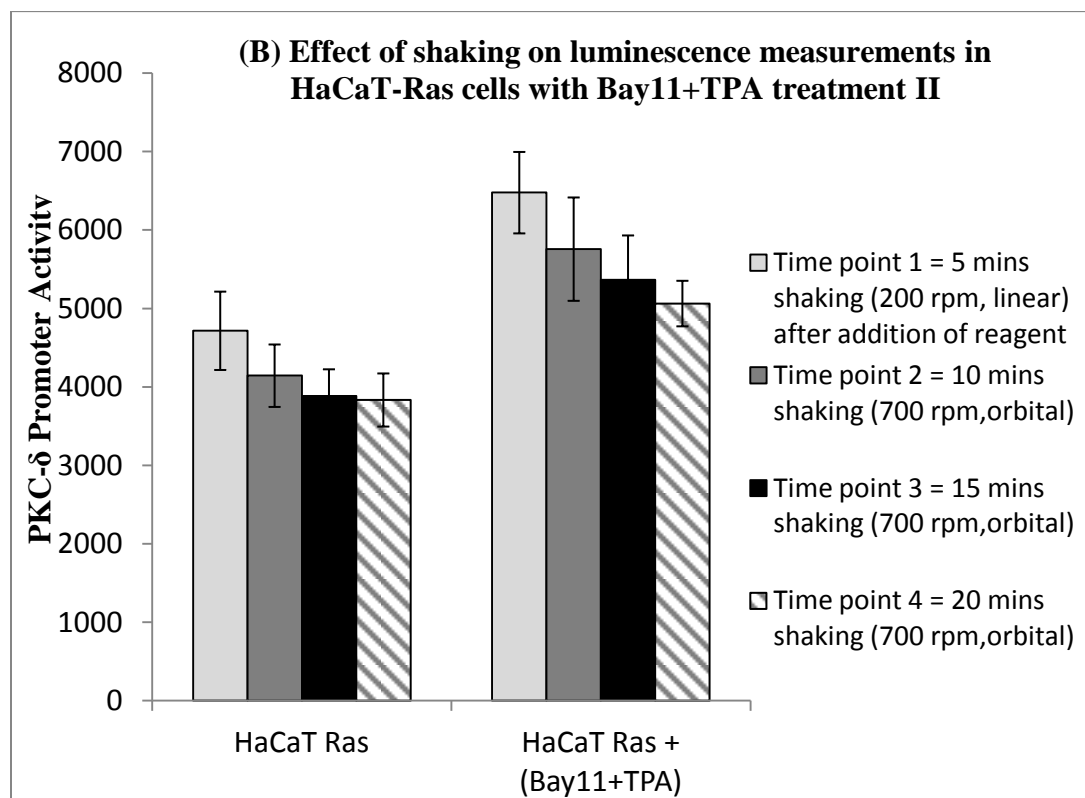 (B) Effect of shaking on luminescence measurements in
HaCaT-Ras cells with Bay11+TPA treatment II
PKC-δ Promoter Activity
8000
7000
6000
5000
4000
3000
2000
1000
0
HaCaT Ras
HaCaT Ras +
(Bay11+TPA)
Time point 1 = 5 mins
shaking (200 rpm, linear)
after addition of reagent
Time point 2 = 10 mins
shaking (700 rpm,orbital)
Time point 3 = 15 mins
shaking (700 rpm,orbital)
Time point 4 = 20 mins
shaking (700 rpm,orbital)